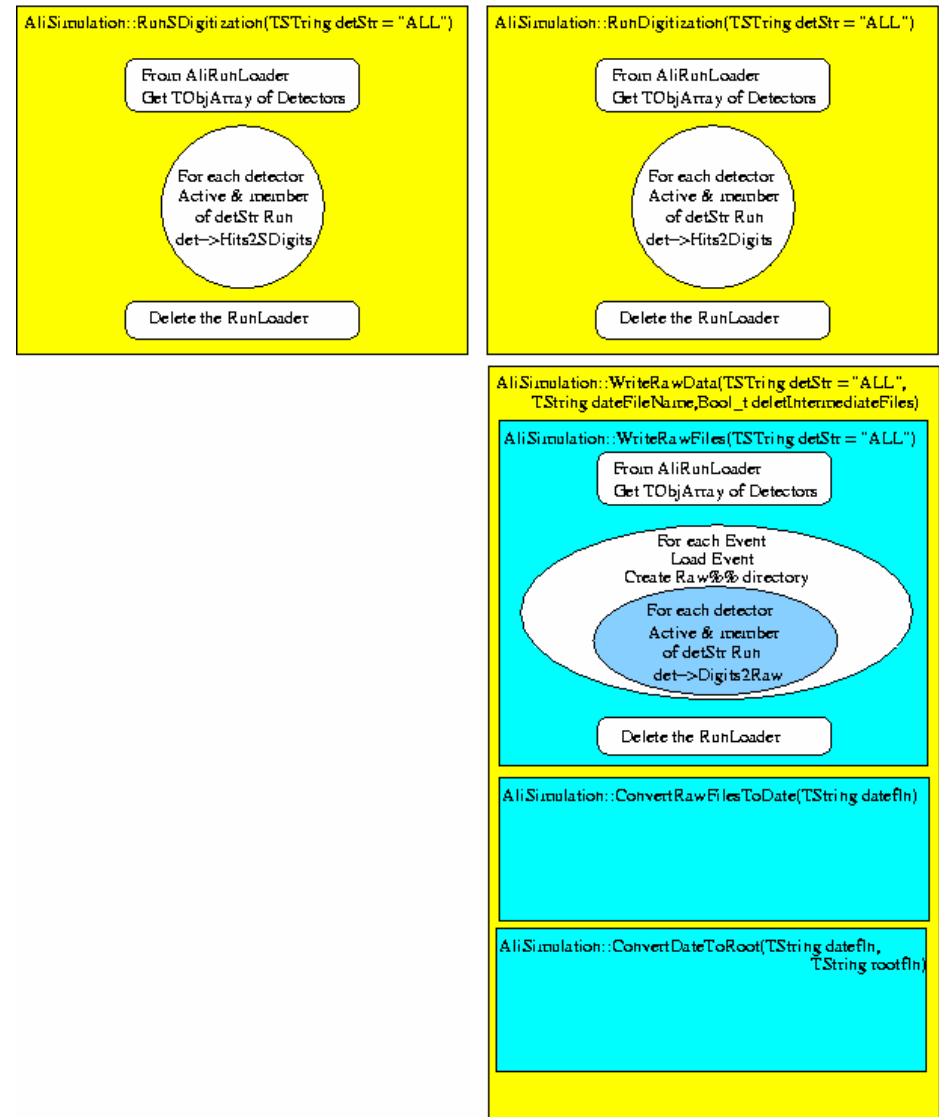 AliSimulation::RunSDigitization(TSTring detStr = "ALL")
From AliRunLoader
Get TObjArray of Detectors
For each detector
Active & member
of detStr Run
det->Hits2SDigits
Delete the RunLoader
AliSimulation::RunDigitization(TSTring detStr = "ALL")
From AliRunLoader
Get TObjArray of Detectors
For each detector
Active & member
of detStr Run
det->Hits2Digits
Delete the RunLoader
AliSimulation::WriteRawData(TSTring detStr = "ALL",
TString dateFileName,Bool_t deletIntermediateFiles)
AliSimulation::WriteRawFiles(TSTring detStr = "ALL")
From AliRunLoader
Get TObjArray of Detectors
For each Event
Load Event
Create Raw%% directory
For each detector
Active & member
of detStr Run
det->Digits2Raw
Delete the RunLoader
AliSimulation::ConvertRawFilesToDate(TString datefln)
AliSimulation::ConvertDateToRoot(TString datefln,
TString rootfln)